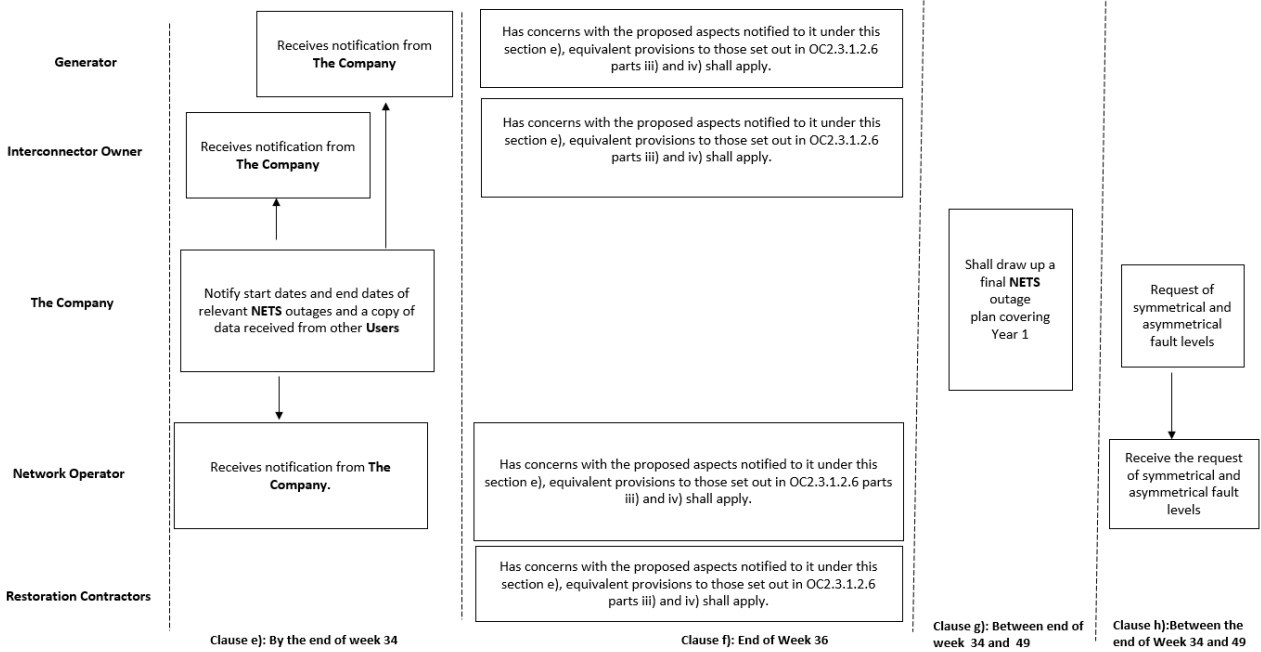 Generator
Receives notification from
The Company
Has concerns with the proposed aspects notified to it under this
section e), equivalent provisions to those set out in OC2.3.1.2.6
parts iii) and iv) shall apply.
Interconnector Owner
Receives notification from
The Company
Has concerns with the proposed aspects notified to it under this
section e), equivalent provisions to those set out in OC2.3.1.2.6
parts iii) and iv) shall apply.
The Company
Notify start dates and end dates of
relevant NETS outages and a copy of
data received from other Users
Shall draw up a
final NETS
outage
plan covering
Year 1
Request of
symmetrical and
asymmetrical
fault levels
Network Operator
Receives notification from The
Company.
Has concerns with the proposed aspects notified to it under this
section e), equivalent provisions to those set out in OC2.3.1.2.6 parts
iii) and iv) shall apply.
Receive the request
of symmetrical and
asymmetrical fault
levels
Restoration Contractors
Has concerns with the proposed aspects notified to it under this
section e), equivalent provisions to those set out in OC2.3.1.2.6
parts iii) and iv) shall apply.
Clause e): By the end of week 34
Clause f): End of Week 36
Clause g): Between end of
week 34 and 49
Clause h):Between the
end of Week 34 and 49